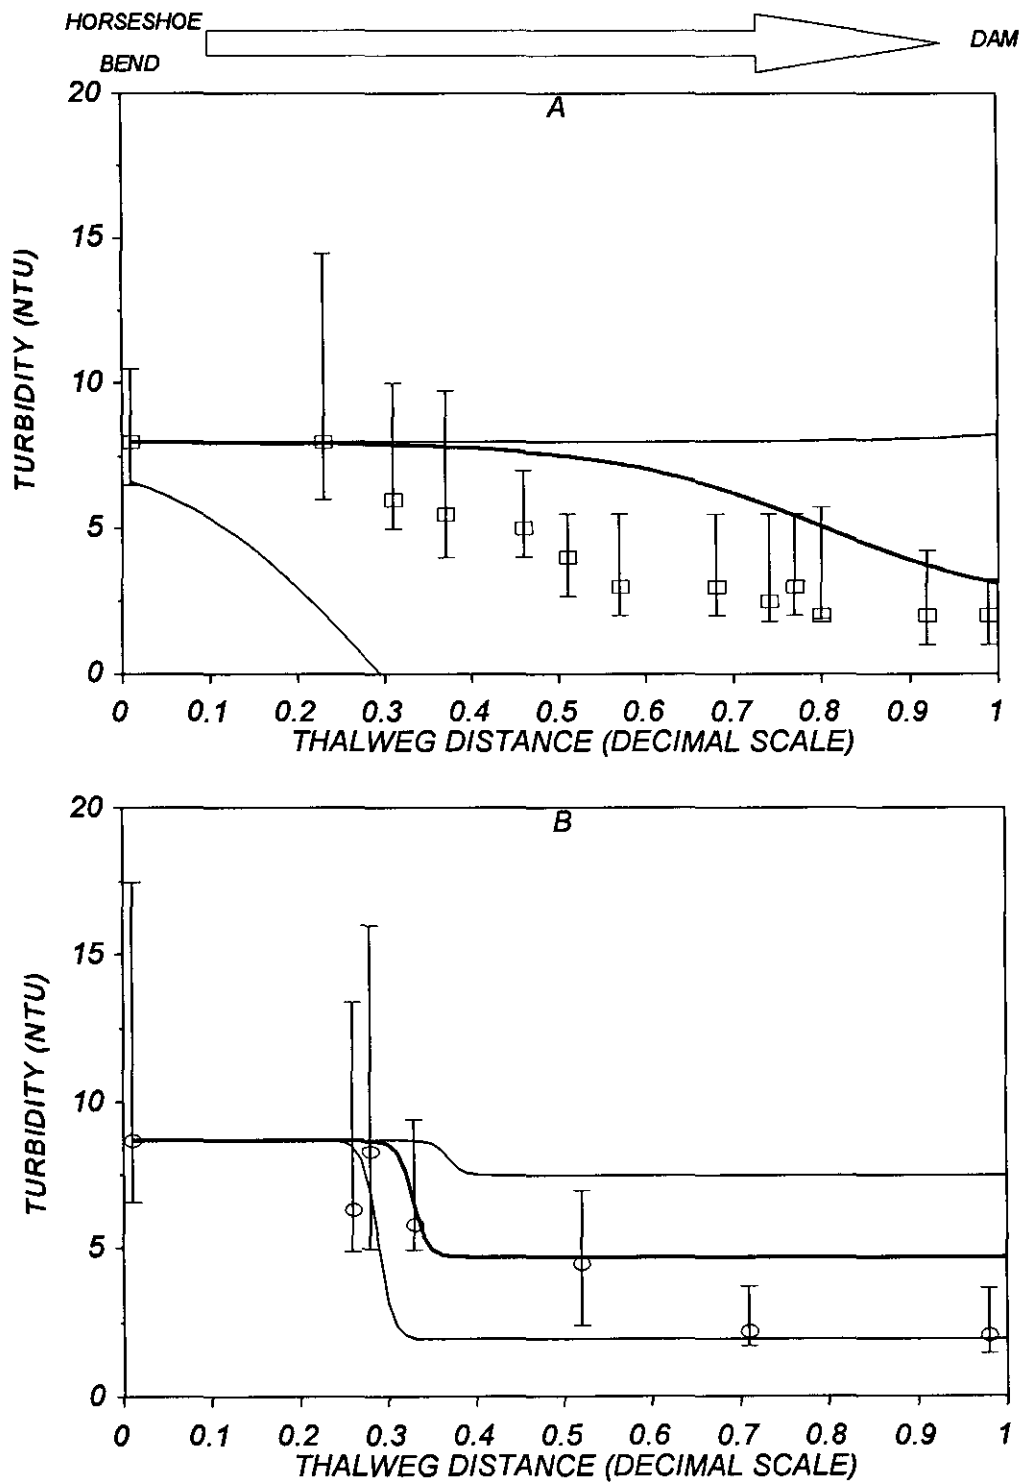 HORSESHOE
BEND
DAM
A
20
15
10
5
0
TURBIDITY (NTU)
0 0.1 0.2 0.3 0.4 0.5 0.6 0.7 0.8 0.9 1
THALWEG DISTANCE (DECIMAL SCALE)
B
20
15
10
5
0
TURBIDITY (NTU)
0 0.1 0.2 0.3 0.4 0.5 0.6 0.7 0.8 0.9 1
THALWEG DISTANCE (DECIMAL SCALE)